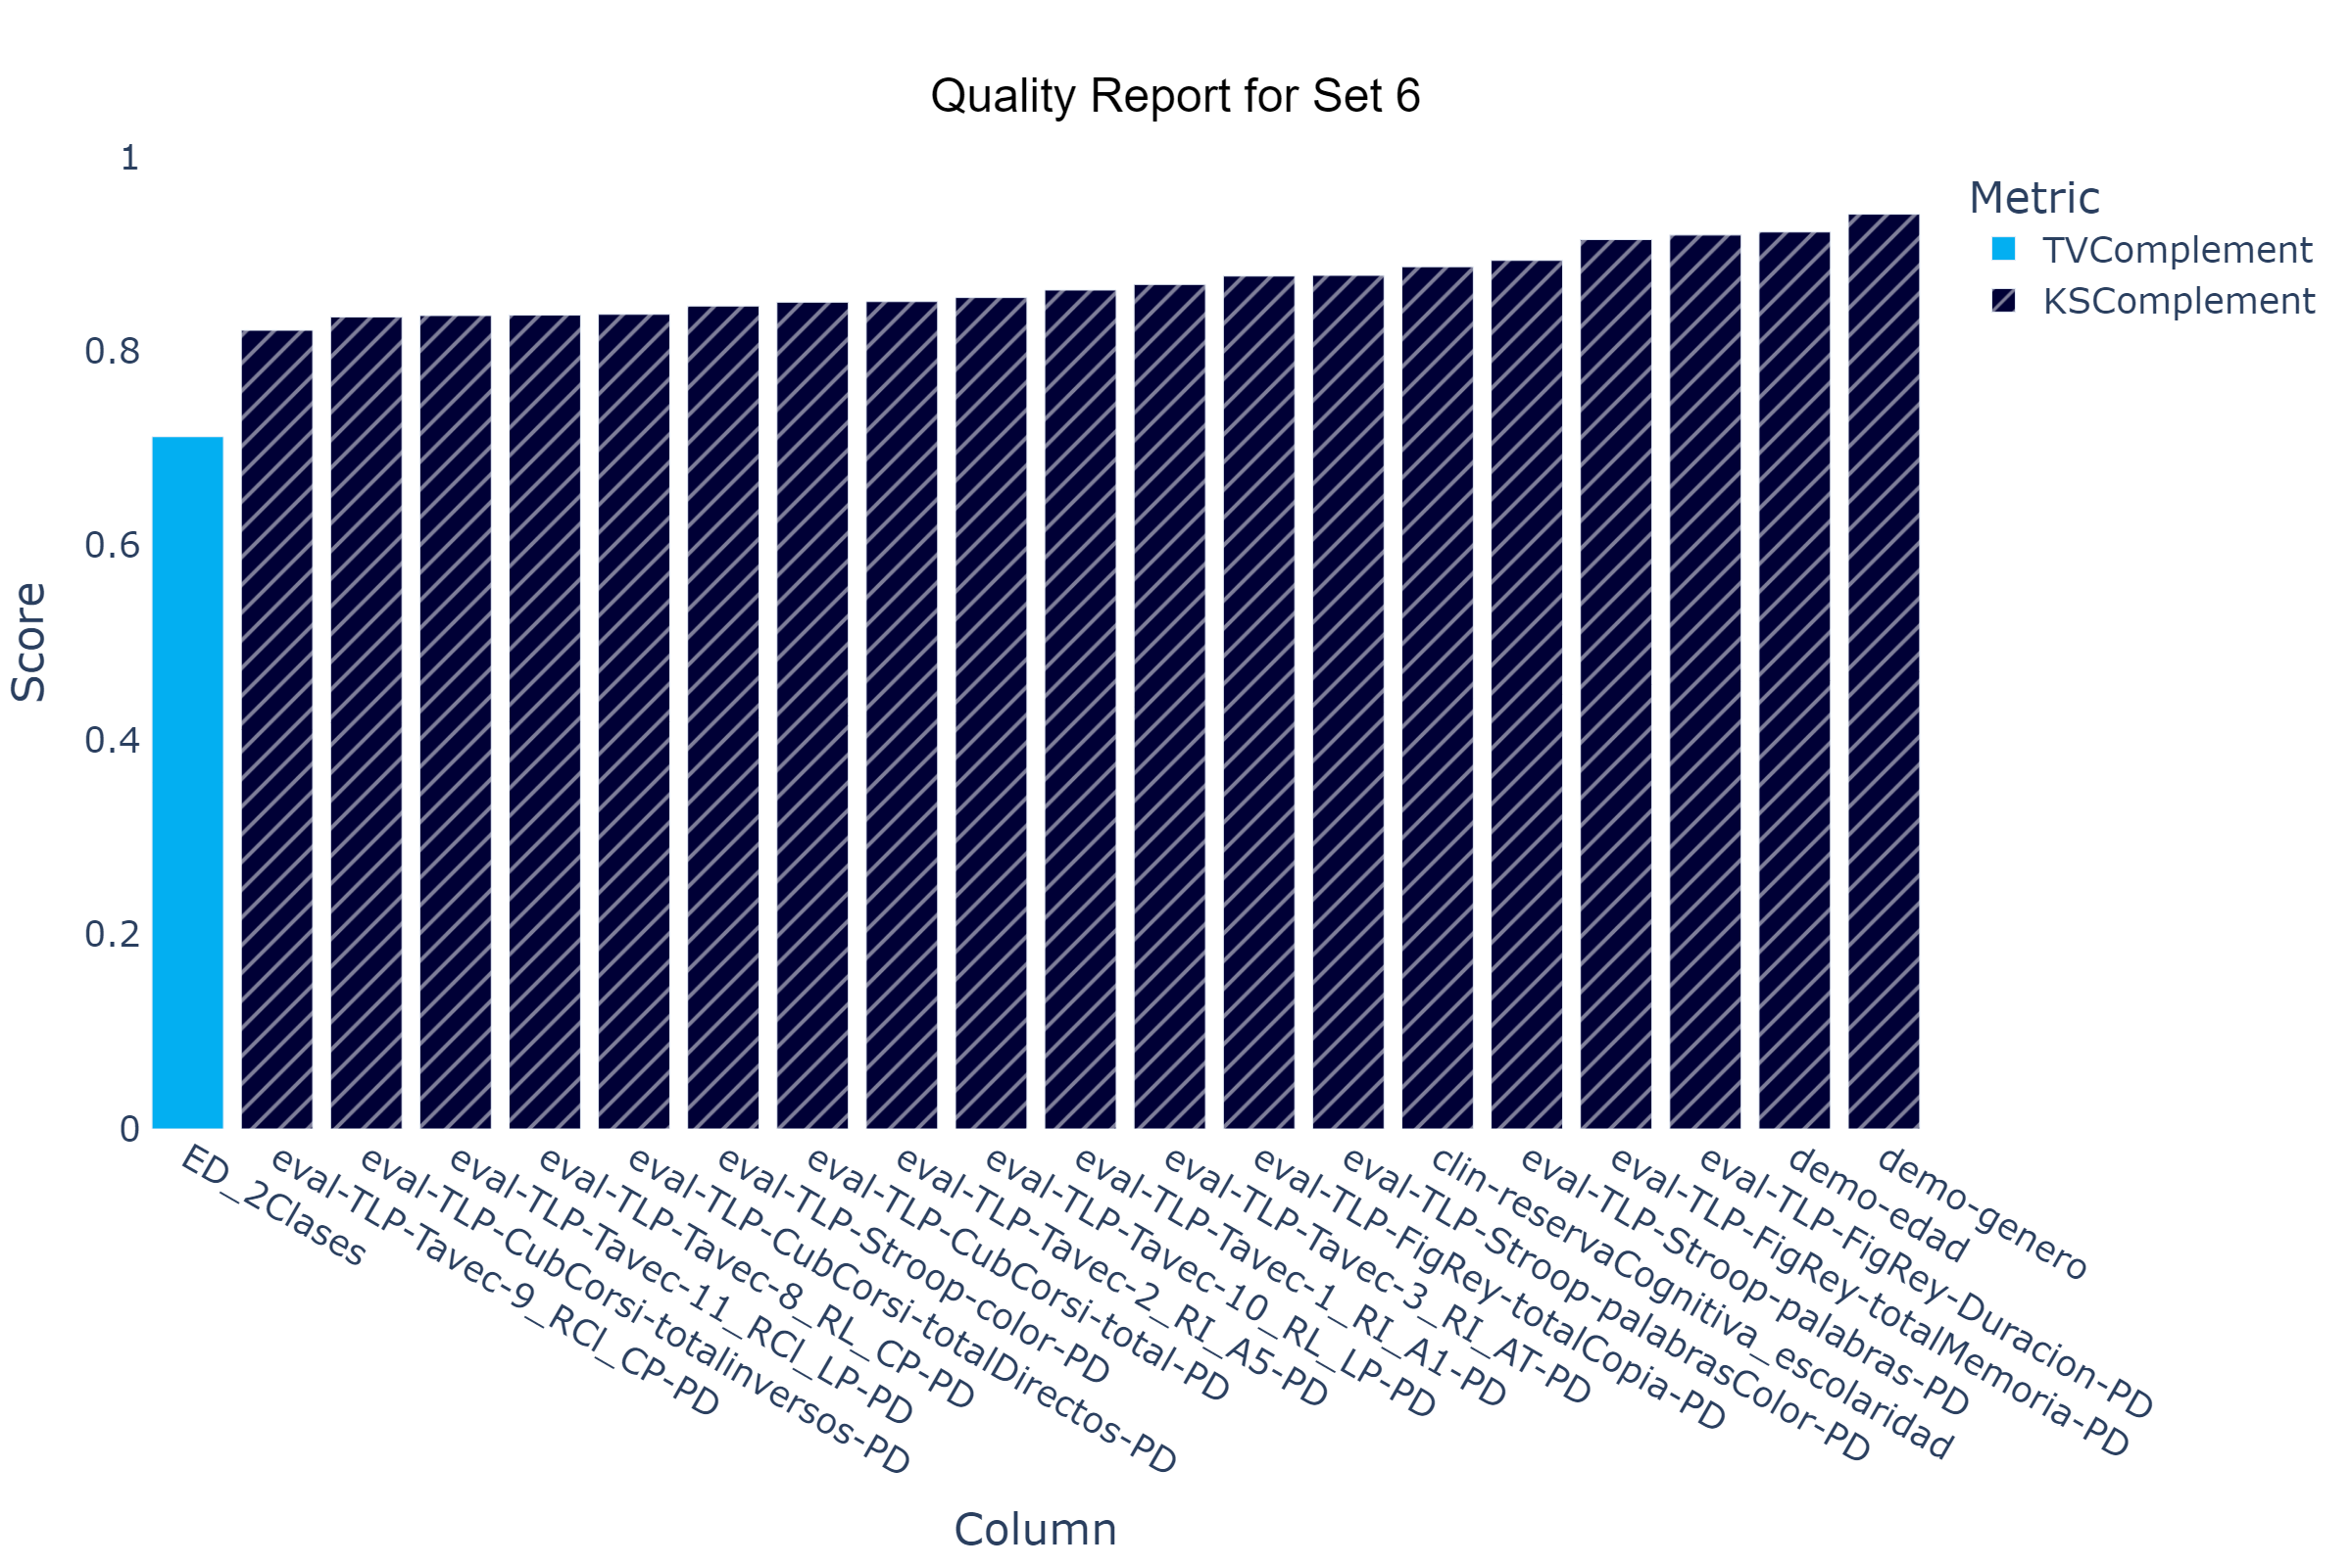 Quality Report for Set 6
1
0.8
0.6
0.4
0.2
0
Score
Metric
TVComplement
KSComplement
ED_2Clases
eval-TLP-Tavec-9_RCl_CP-PD
eval-TLP-CubCorsi-totalinversos-PD
eval-TLP-Tavec-11_RCl_LP-PD
eval-TLP-Tavec-8_RL_CP-PD
eval-TLP-CubCorsi-totalDirectos-PD
eval-TLP-Stroop-color-PD
eval-TLP-CubCorsi-total-PD
eval-TLP-Tavec-2_RI_A5-PD
eval-TLP-Tavec-10_RL_LP-PD
eval-TLP-Tavec-1_RI_A1-PD
eval-TLP-Tavec-3_RI_AT-PD
eval-TLP-FigRey-totalCopia-PD
eval-TLP-Stroop-palabrasColor-PD
clin-reservaCognitiva_escolaridad
eval-TLP-Stroop-palabras-PD
eval-TLP-FigRey-totalMemoria-PD
eval-TLP-FigRey-Duracion-PD
demo-edad
demo-genero
Column